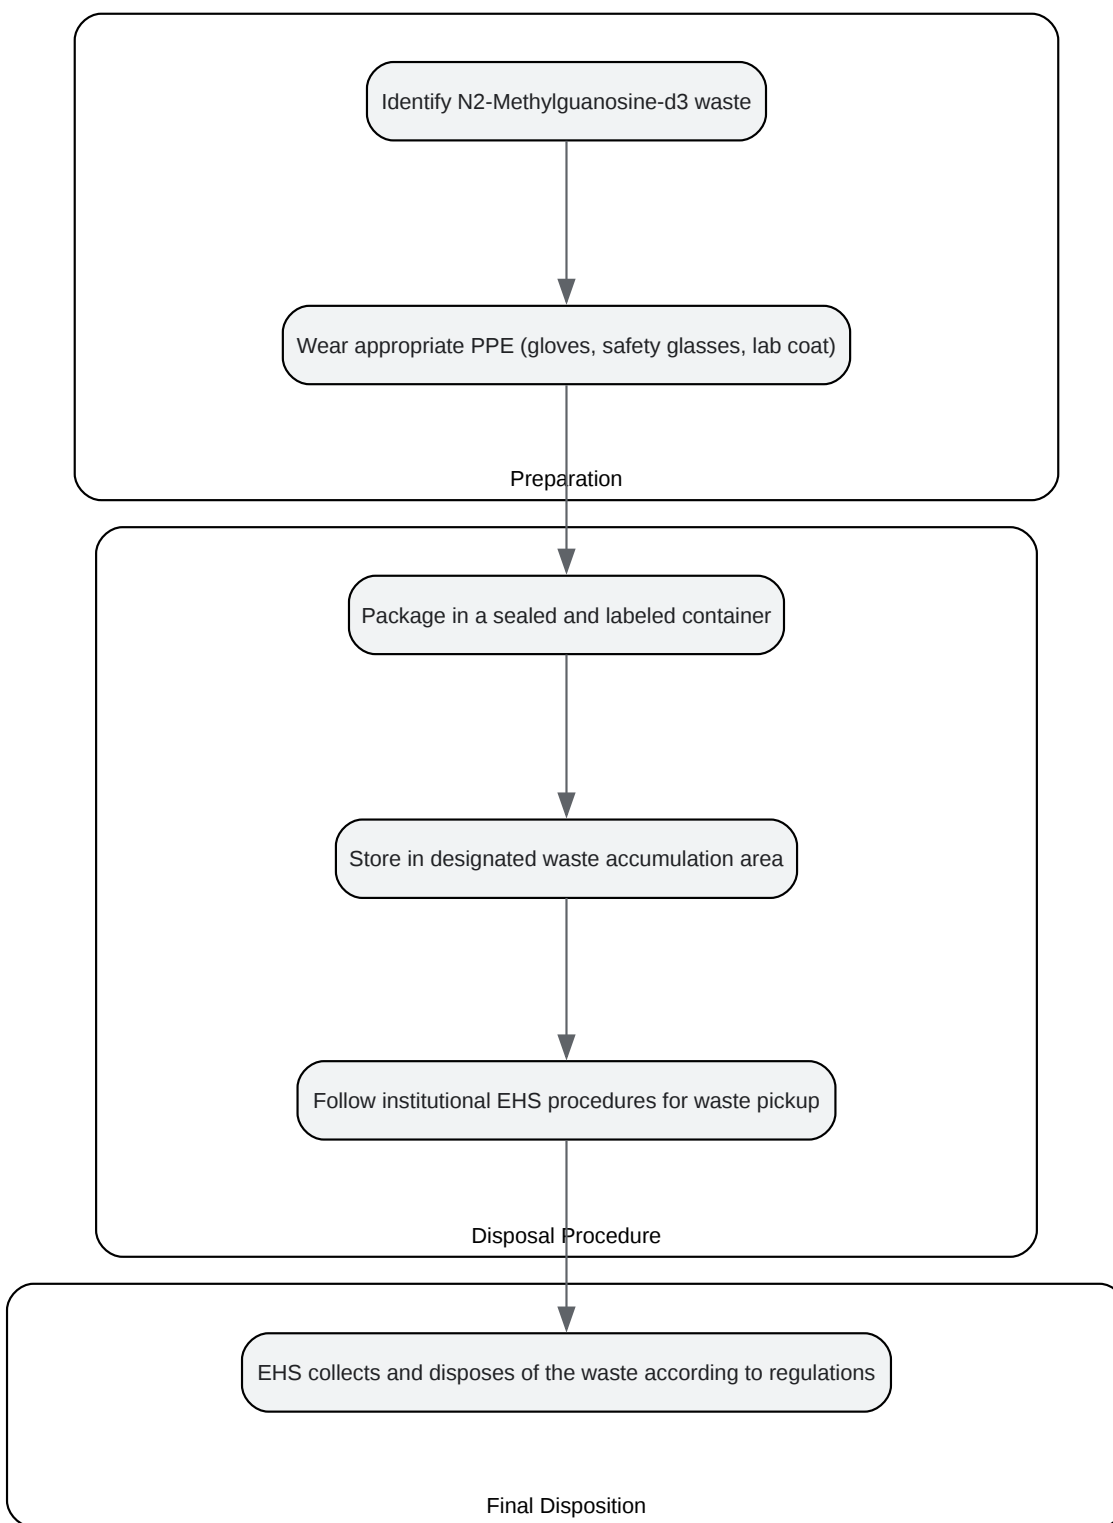 Identify N2-Methylguanosine-d3 waste
Wear appropriate PPE (gloves, safety glasses, lab coat)
Preparation
Package in a sealed and labeled container
Store in designated waste accumulation area
Follow institutional EHS procedures for waste pickup
Disposal Procedure
EHS collects and disposes of the waste according to regulations
Final Disposition